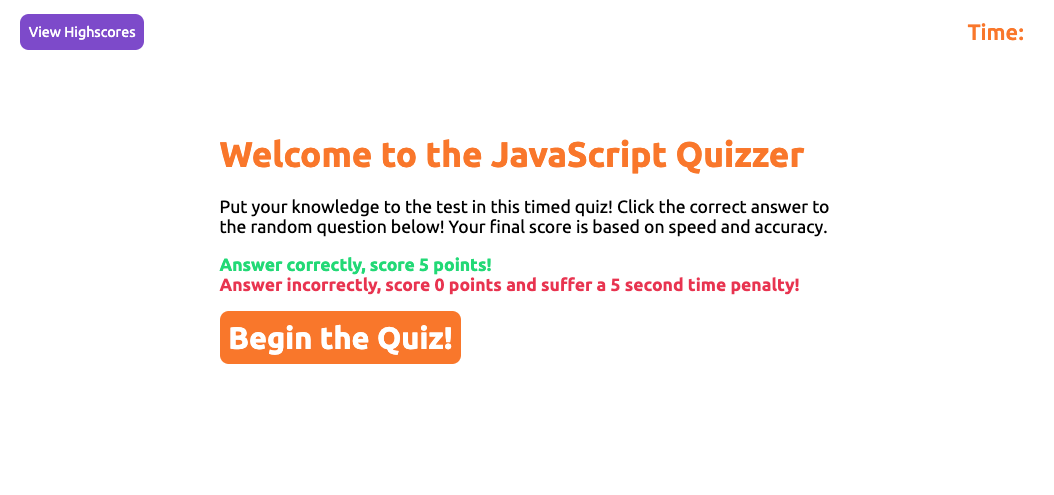 View Highscores
Time:
Welcome to the JavaScript Quizzer
Put your knowledge to the test in this timed quiz! Click the correct answer to
the random question below! Your final score is based on speed and accuracy.
Answer correctly, score 5 points!
Answer incorrectly, score 0 points and suffer a 5 second time penalty!
Begin the Quiz!